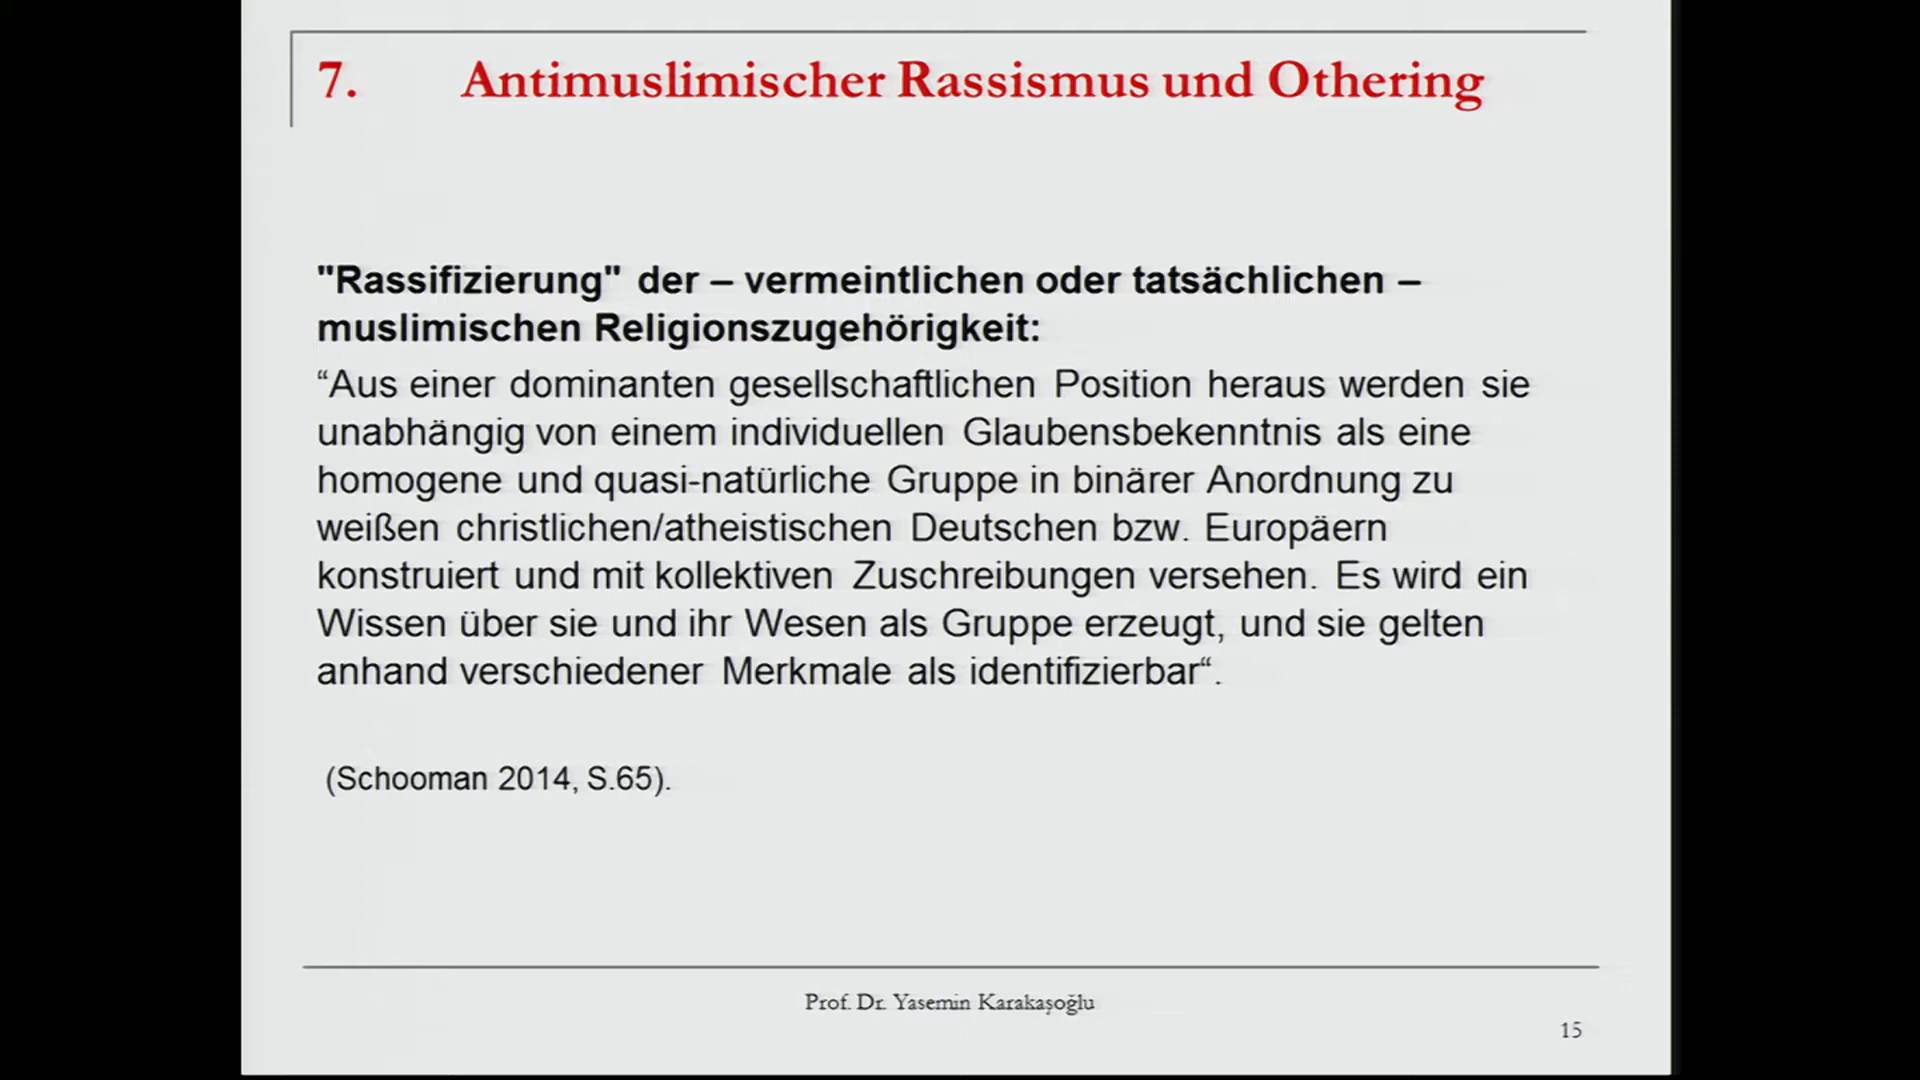 7. Antimuslimischer Rassismus und Othering
"Rassifizierung" der – vermeintlichen oder tatsächlichen –
muslimischen Religionszugehörigkeit:
“Aus einer dominanten gesellschaftlichen Position heraus werden sie
unabhängig von einem individuellen Glaubensbekenntnis als eine
homogene und quasi-natürliche Gruppe in binärer Anordnung zu
weißen christlichen/atheistischen Deutschen bzw. Europäern
konstruiert und mit kollektiven Zuschreibungen versehen. Es wird ein
Wissen über sie und ihr Wesen als Gruppe erzeugt, und sie gelten
anhand verschiedener Merkmale als identifizierbar“.
(Schooman 2014, S.65).
Prof. Dr. Yasemin Karakaşoğlu
15